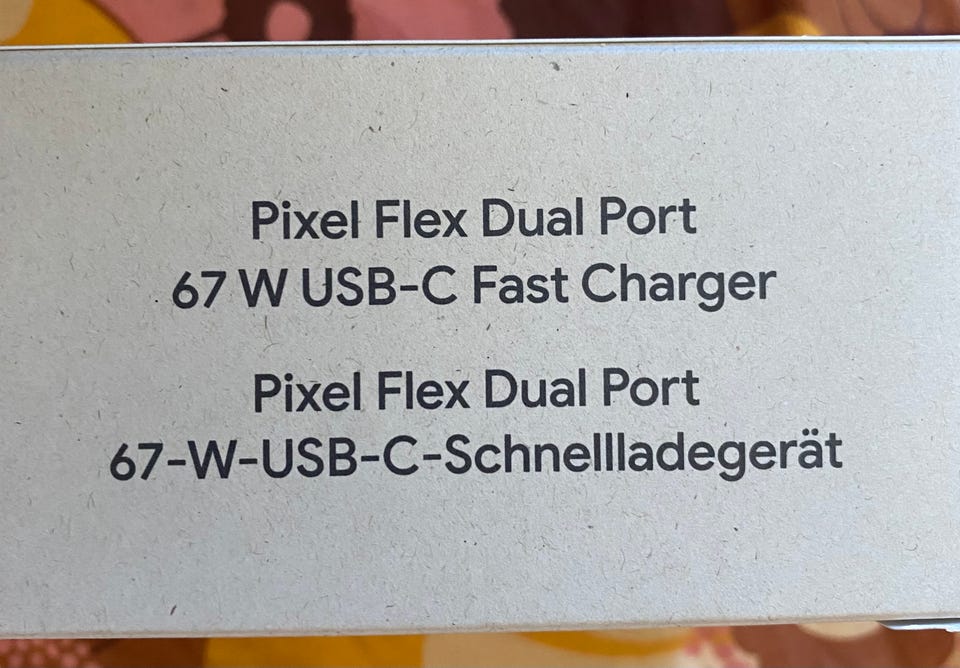 Pixel Flex Dual Port
67 W USB-C Fast Charger
Pixel Flex Dual Port
67-W-USB-C-Schnellladegerät